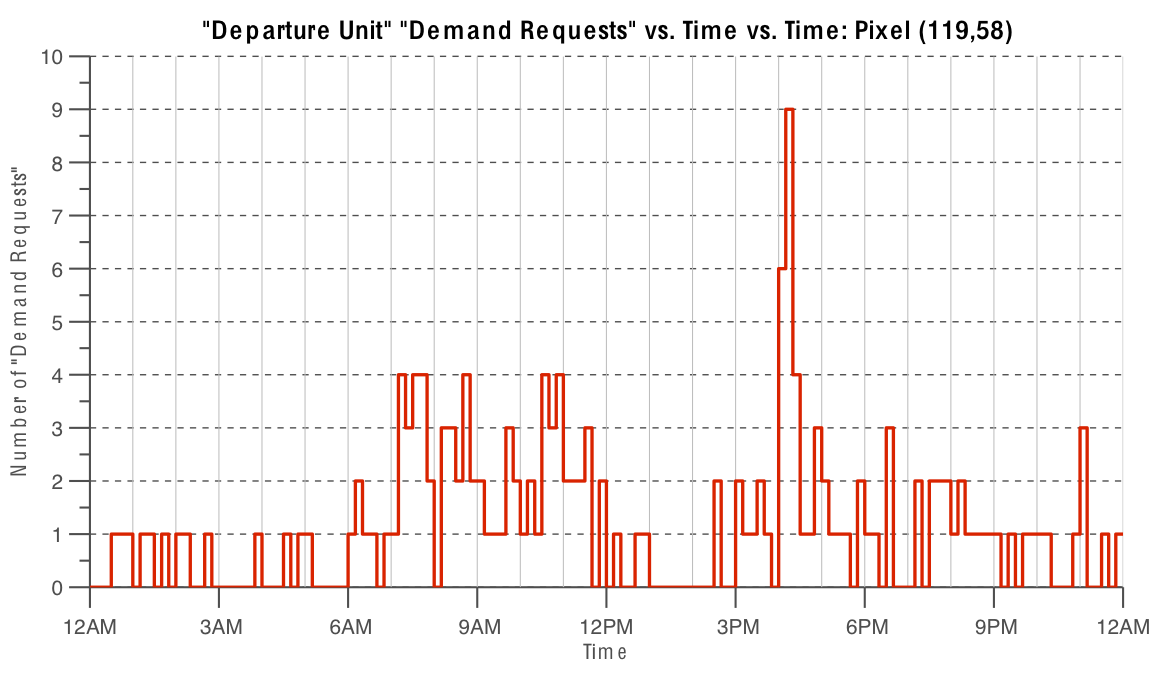 "Departure Unit" "Demand Requests" vs. Time vs. Time: Pixel (119,58)
Number of "Demand Requests"
10
9
8
7
6
5
4
3
2
1
0
12AM 3AM 6AM 9AM 12PM 3PM 6PM 9PM 12AM
Time